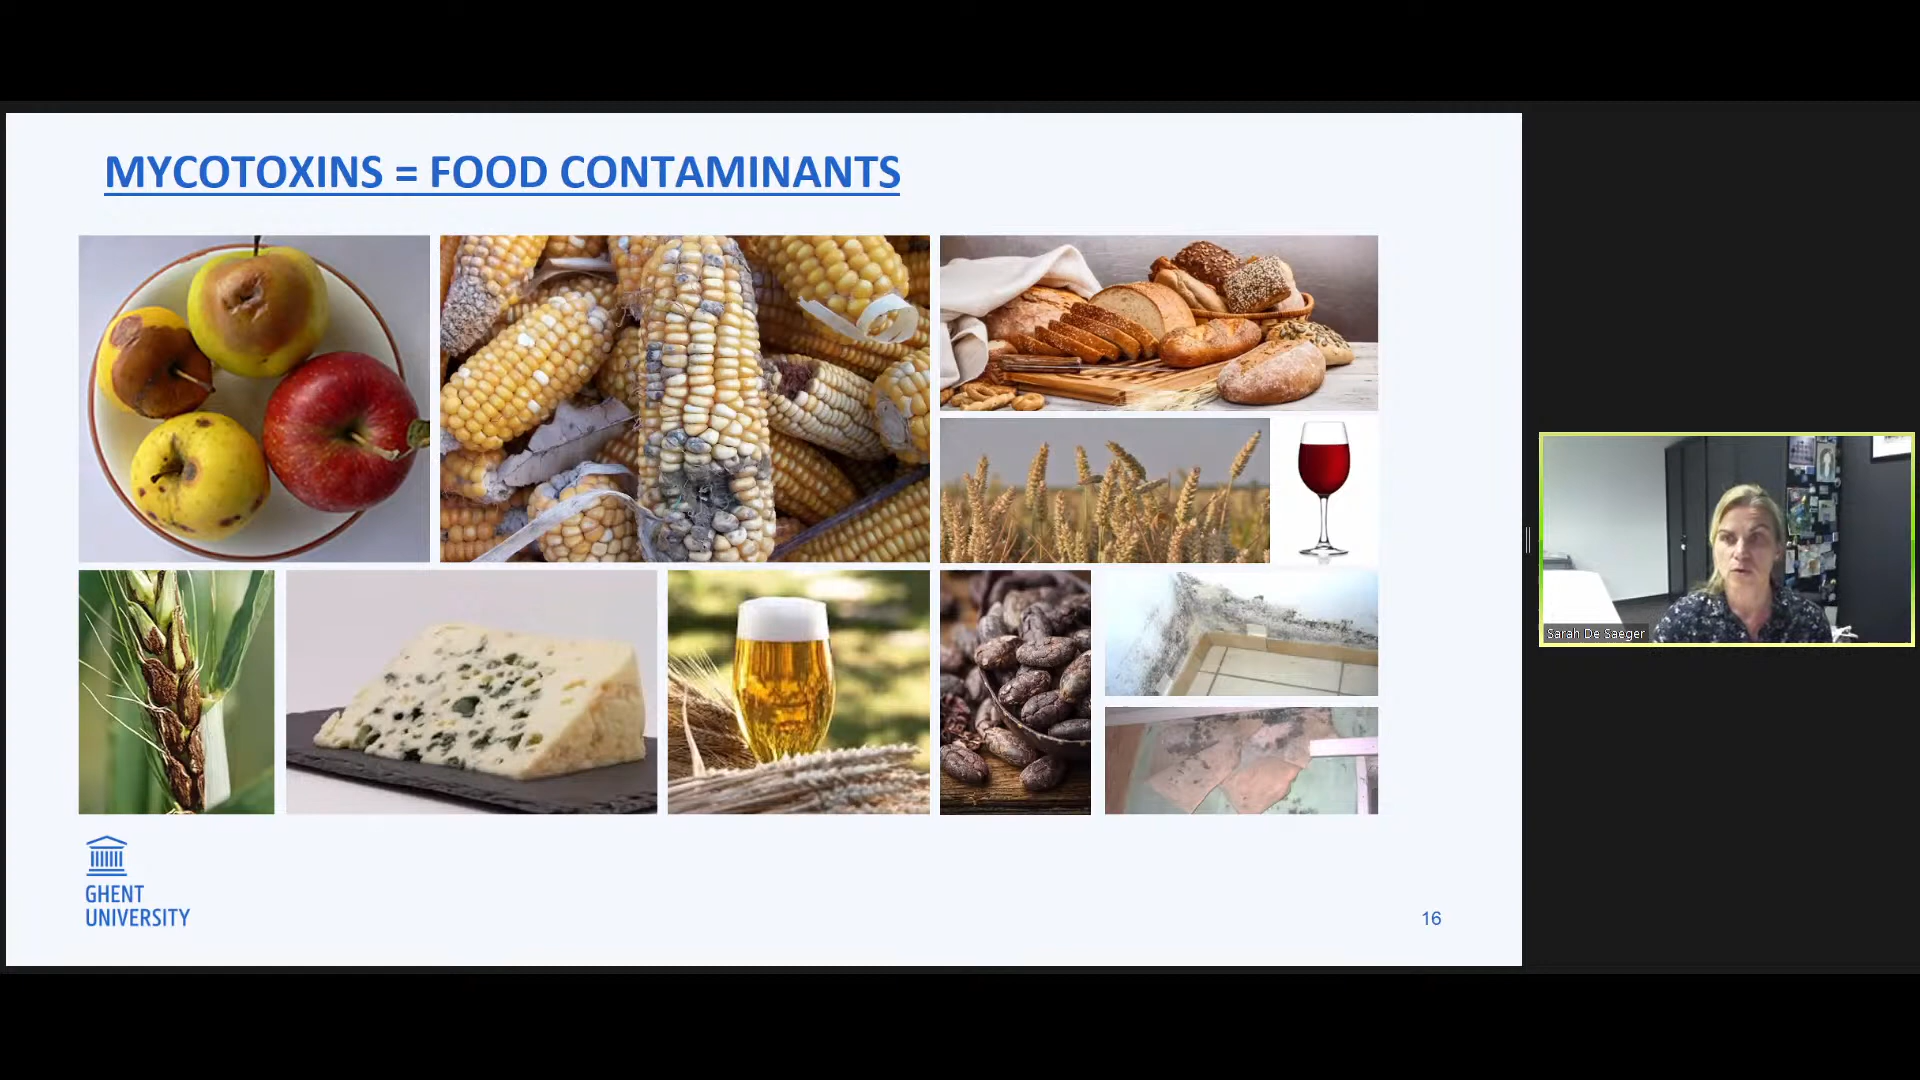 MYCOTOXINS = FOOD CONTAMINANTS
Sarah De Saeger
GHENT
UNIVERSITY
16